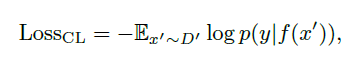 Loss_CL = −𝔼_{x′∼D′} log p(y|f(x′)),